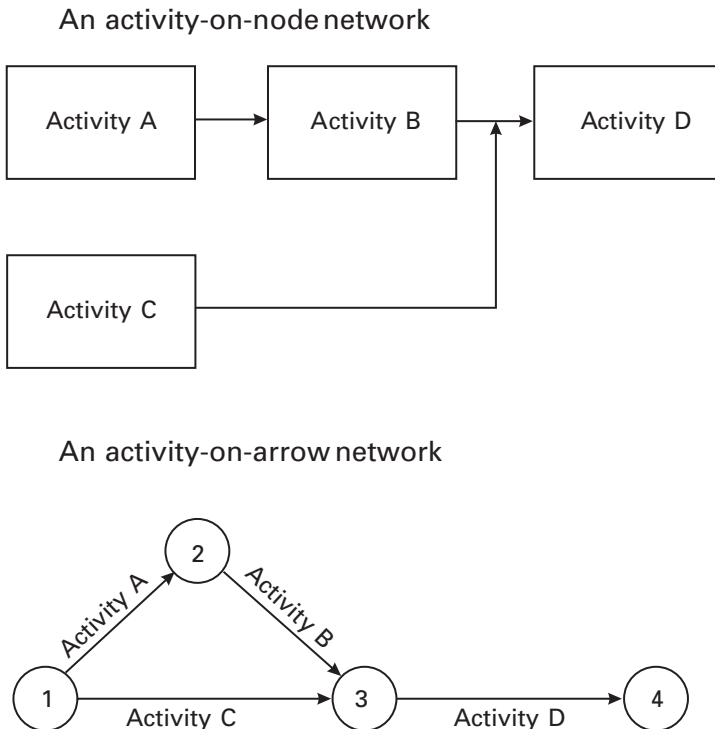 An activity-on-node network
Activity A
Activity B
Activity D
Activity C
An activity-on-arrow network
2
Activity A
Activity B
1
3
4
Activity C
Activity D